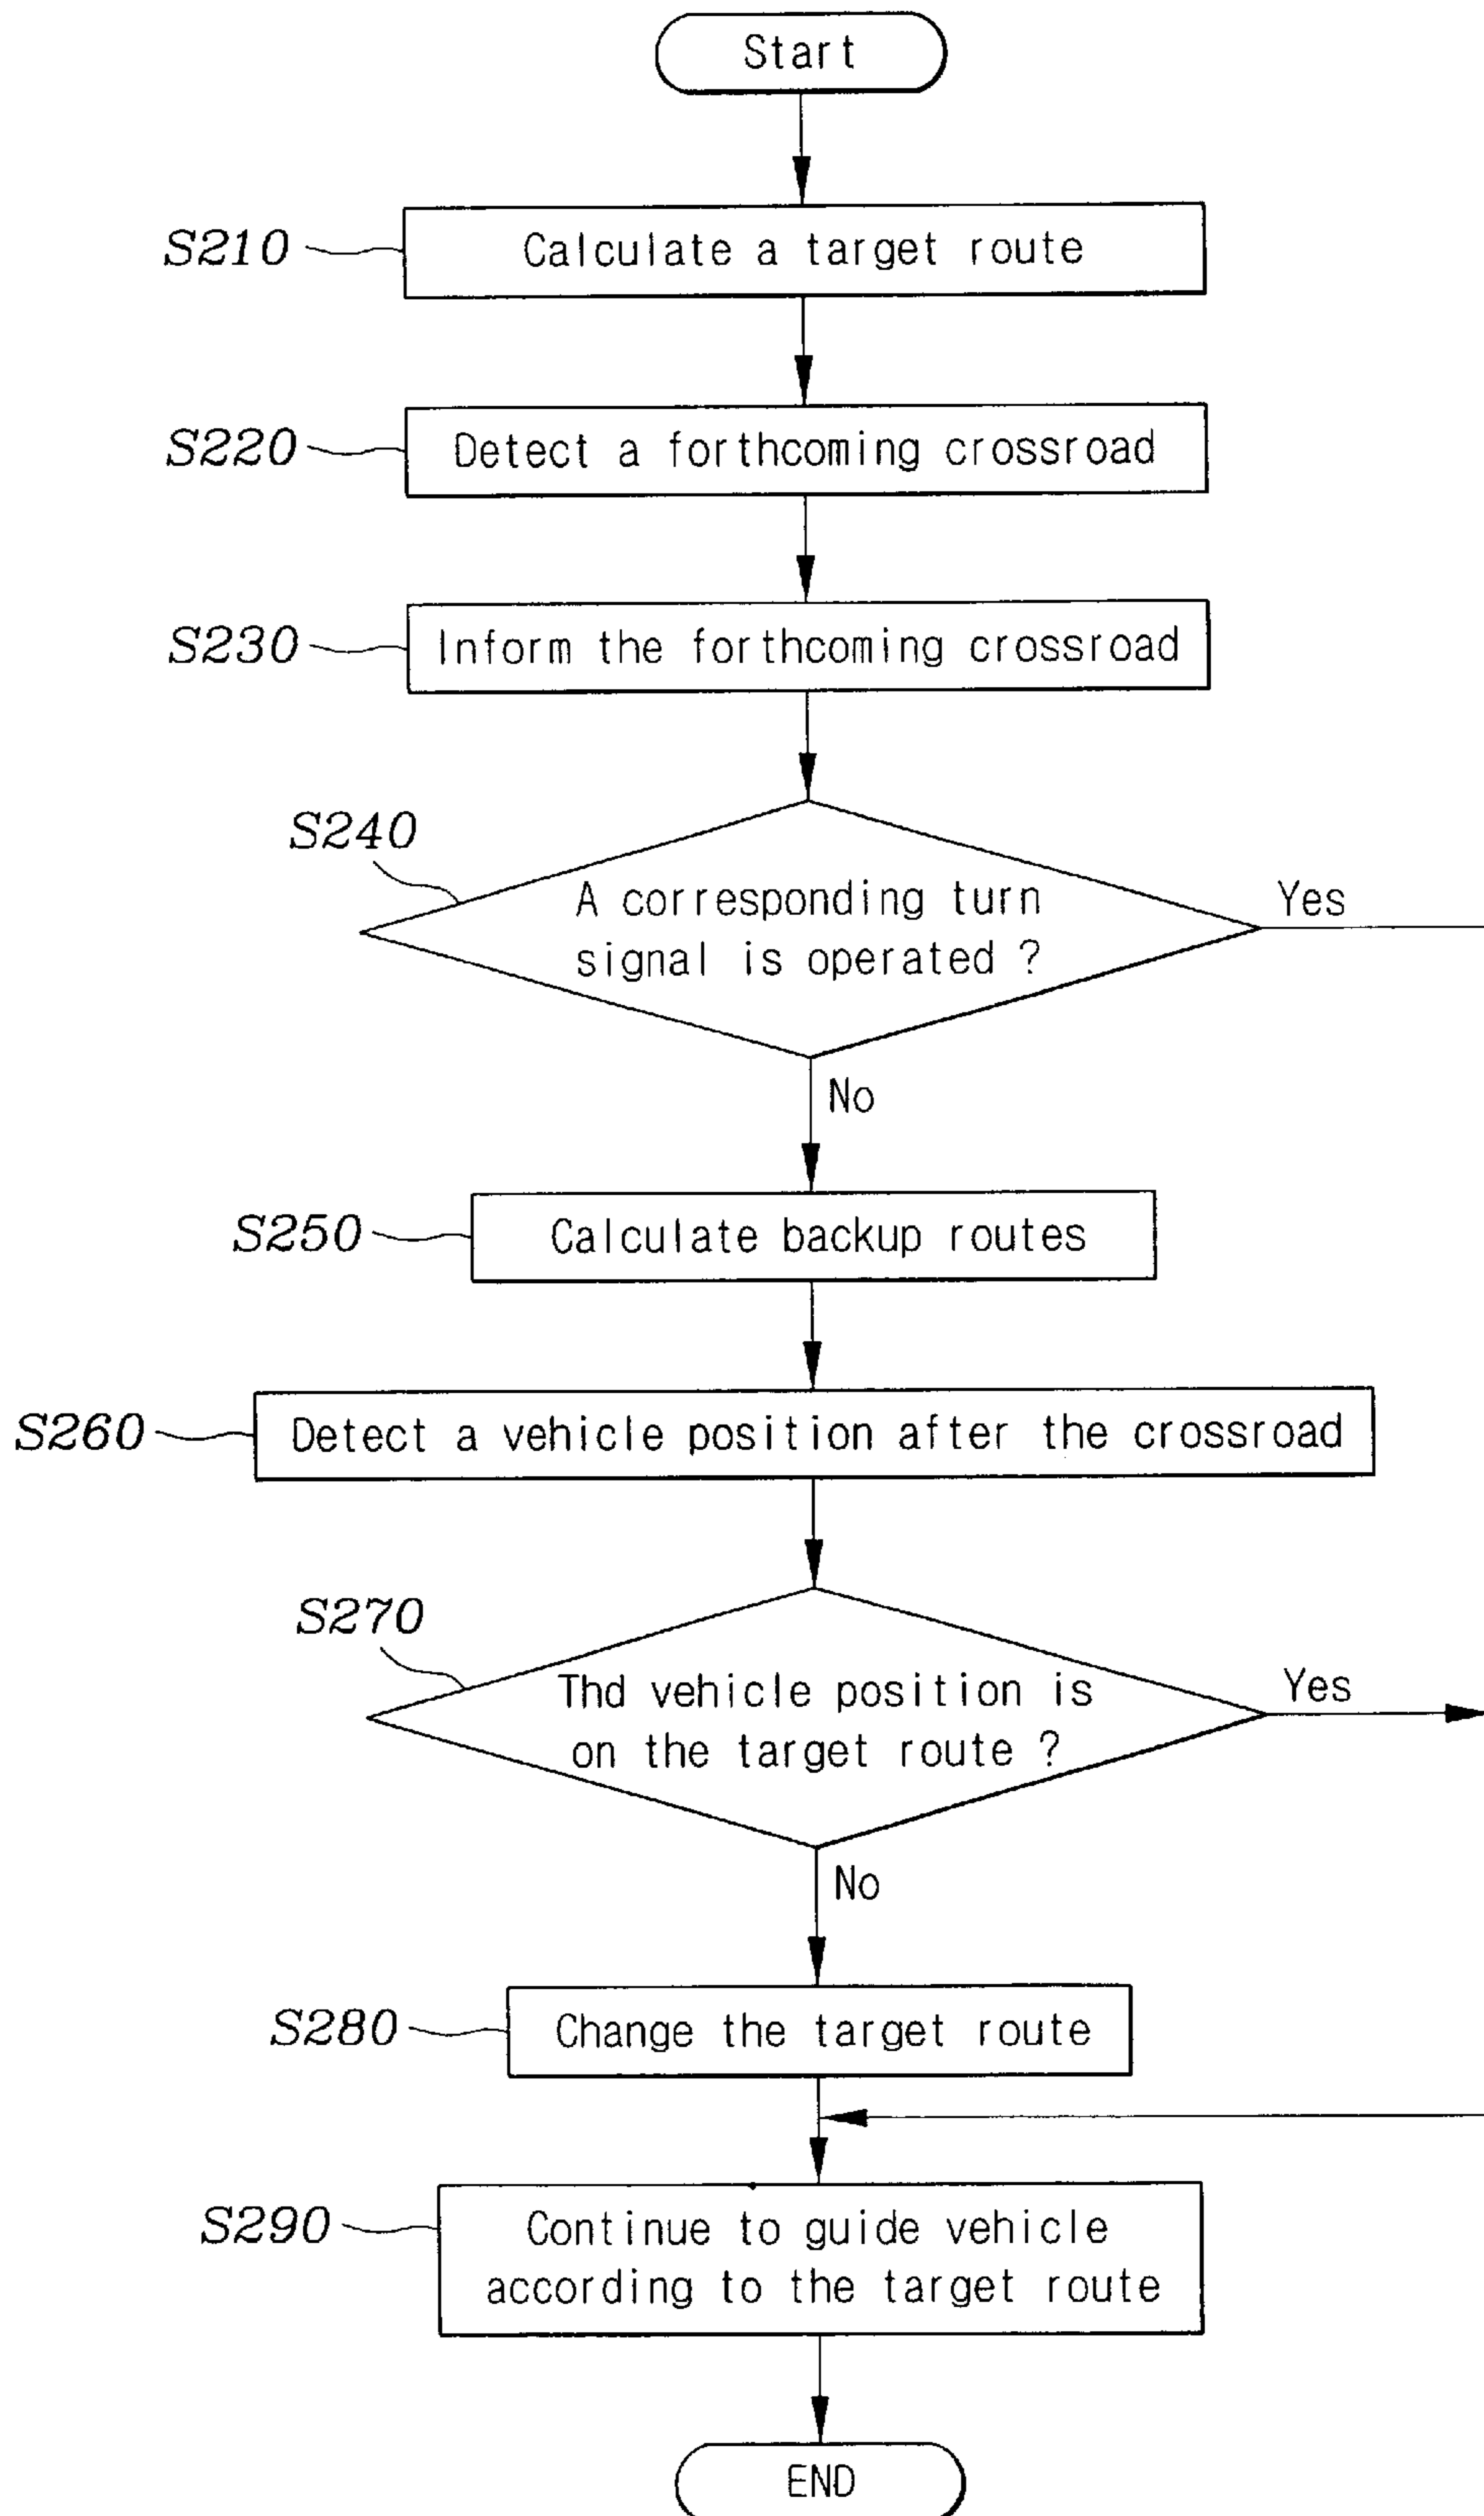 Start
S210
Calculate a target route
S220
Detect a forthcoming crossroad
S230
Inform the forthcoming crossroad
S240
A corresponding turn
signal is operated ?
Yes
No
S250
Calculate backup routes
S260
Detect a vehicle position after the crossroad
S270
Thd vehicle position is
on the target route ?
Yes
No
S280
Change the target route
S290
Continue to guide vehicle
according to the target route
END